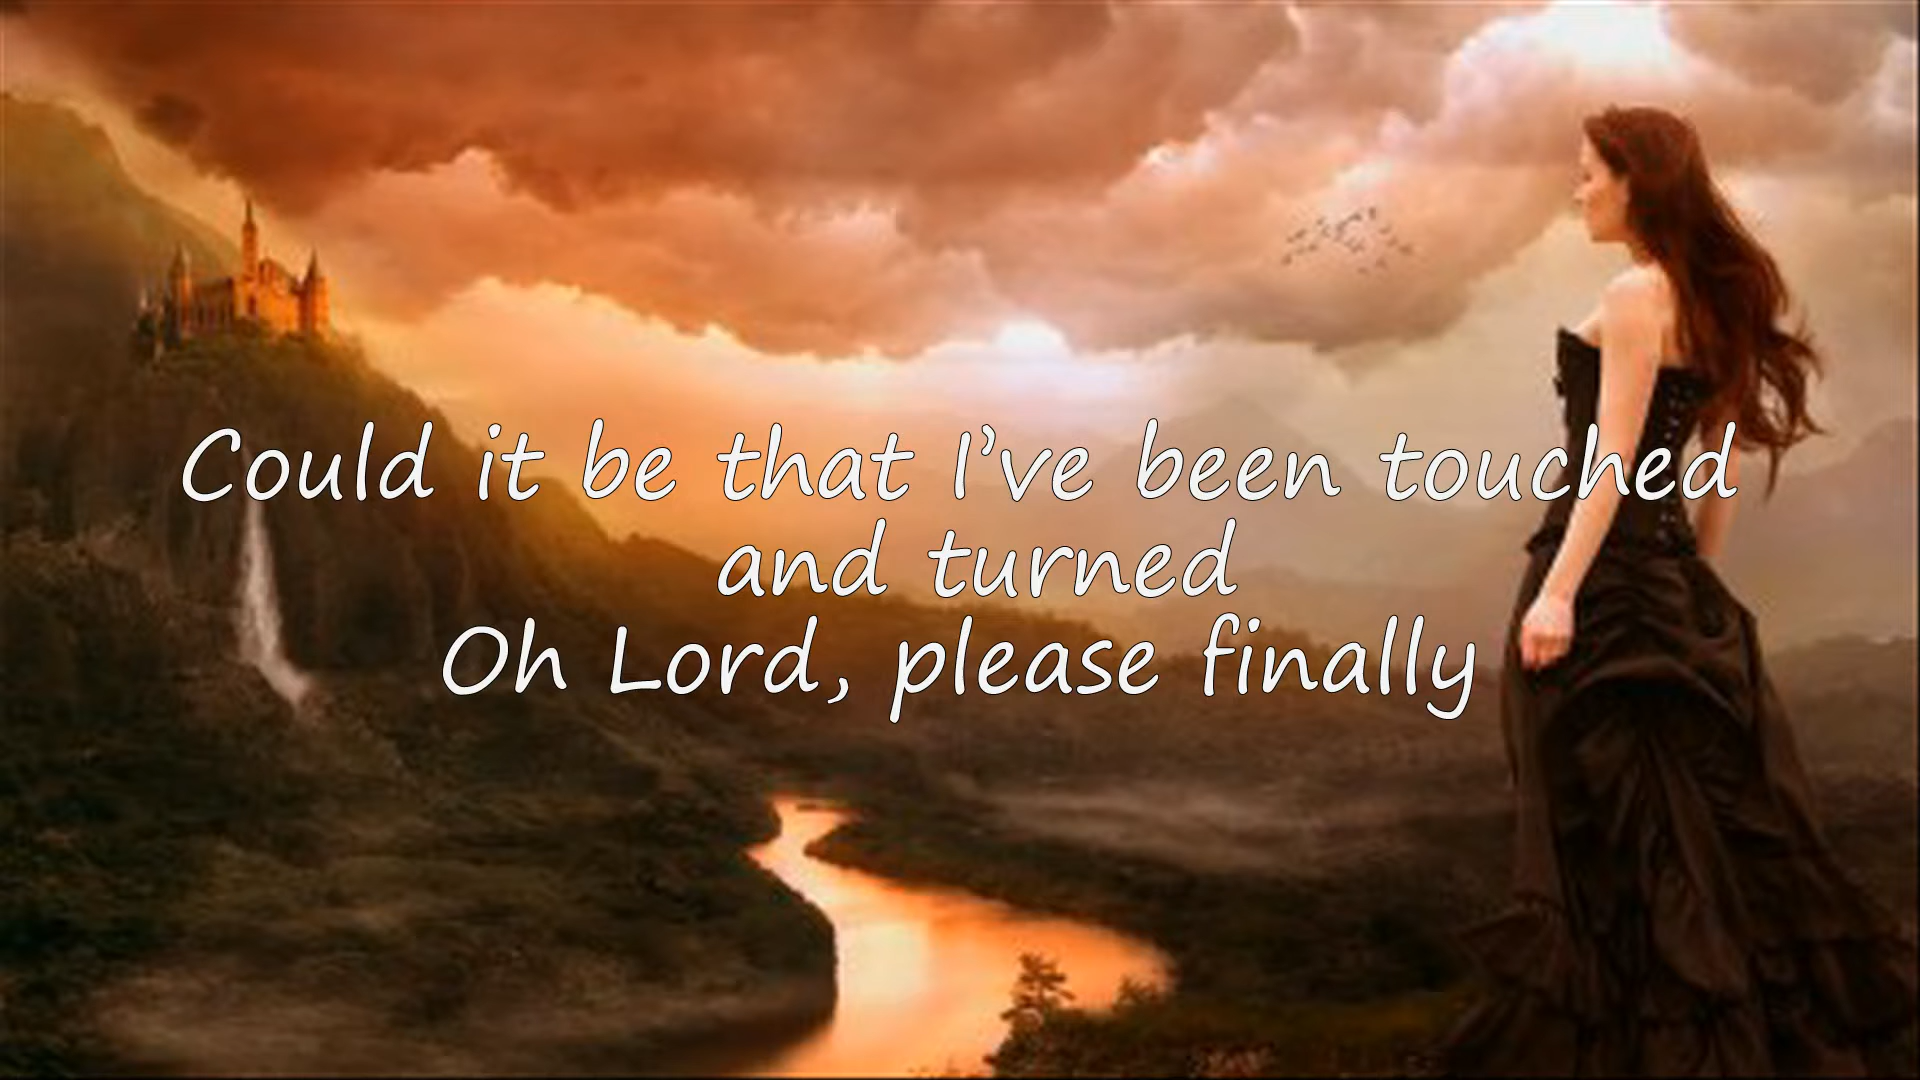 Could it be that I’ve been touched
and turned
Oh Lord, please finally